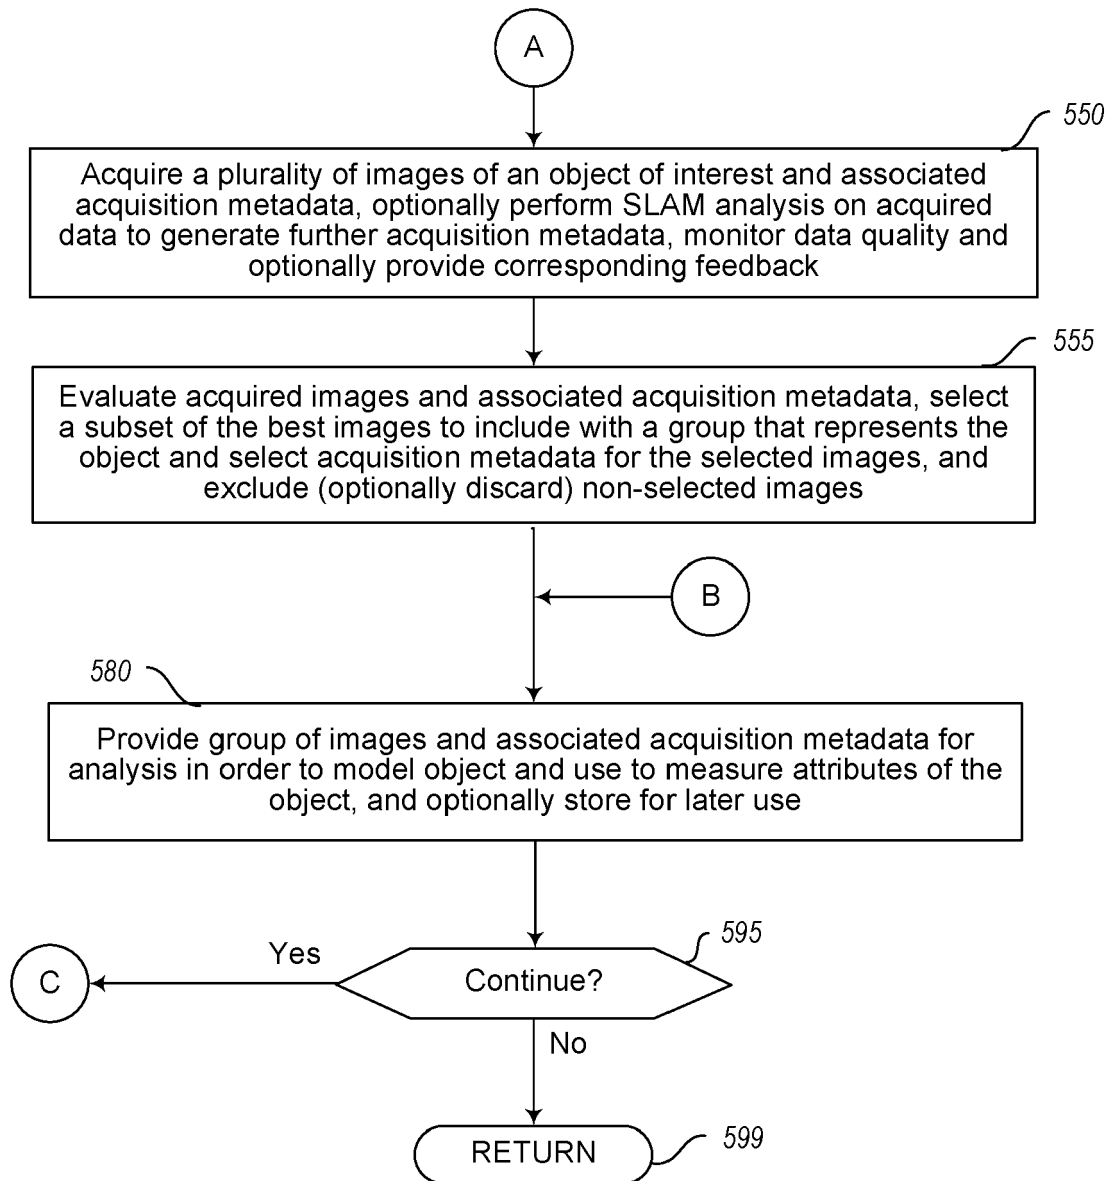 A
550
Acquire a plurality of images of an object of interest and associated
acquisition metadata, optionally perform SLAM analysis on acquired
data to generate further acquisition metadata, monitor data quality and
optionally provide corresponding feedback
555
Evaluate acquired images and associated acquisition metadata, select
a subset of the best images to include with a group that represents the
object and select acquisition metadata for the selected images, and
exclude (optionally discard) non-selected images
B
580
Provide group of images and associated acquisition metadata for
analysis in order to model object and use to measure attributes of the
object, and optionally store for later use
595
Yes
C
Continue?
No
RETURN
599